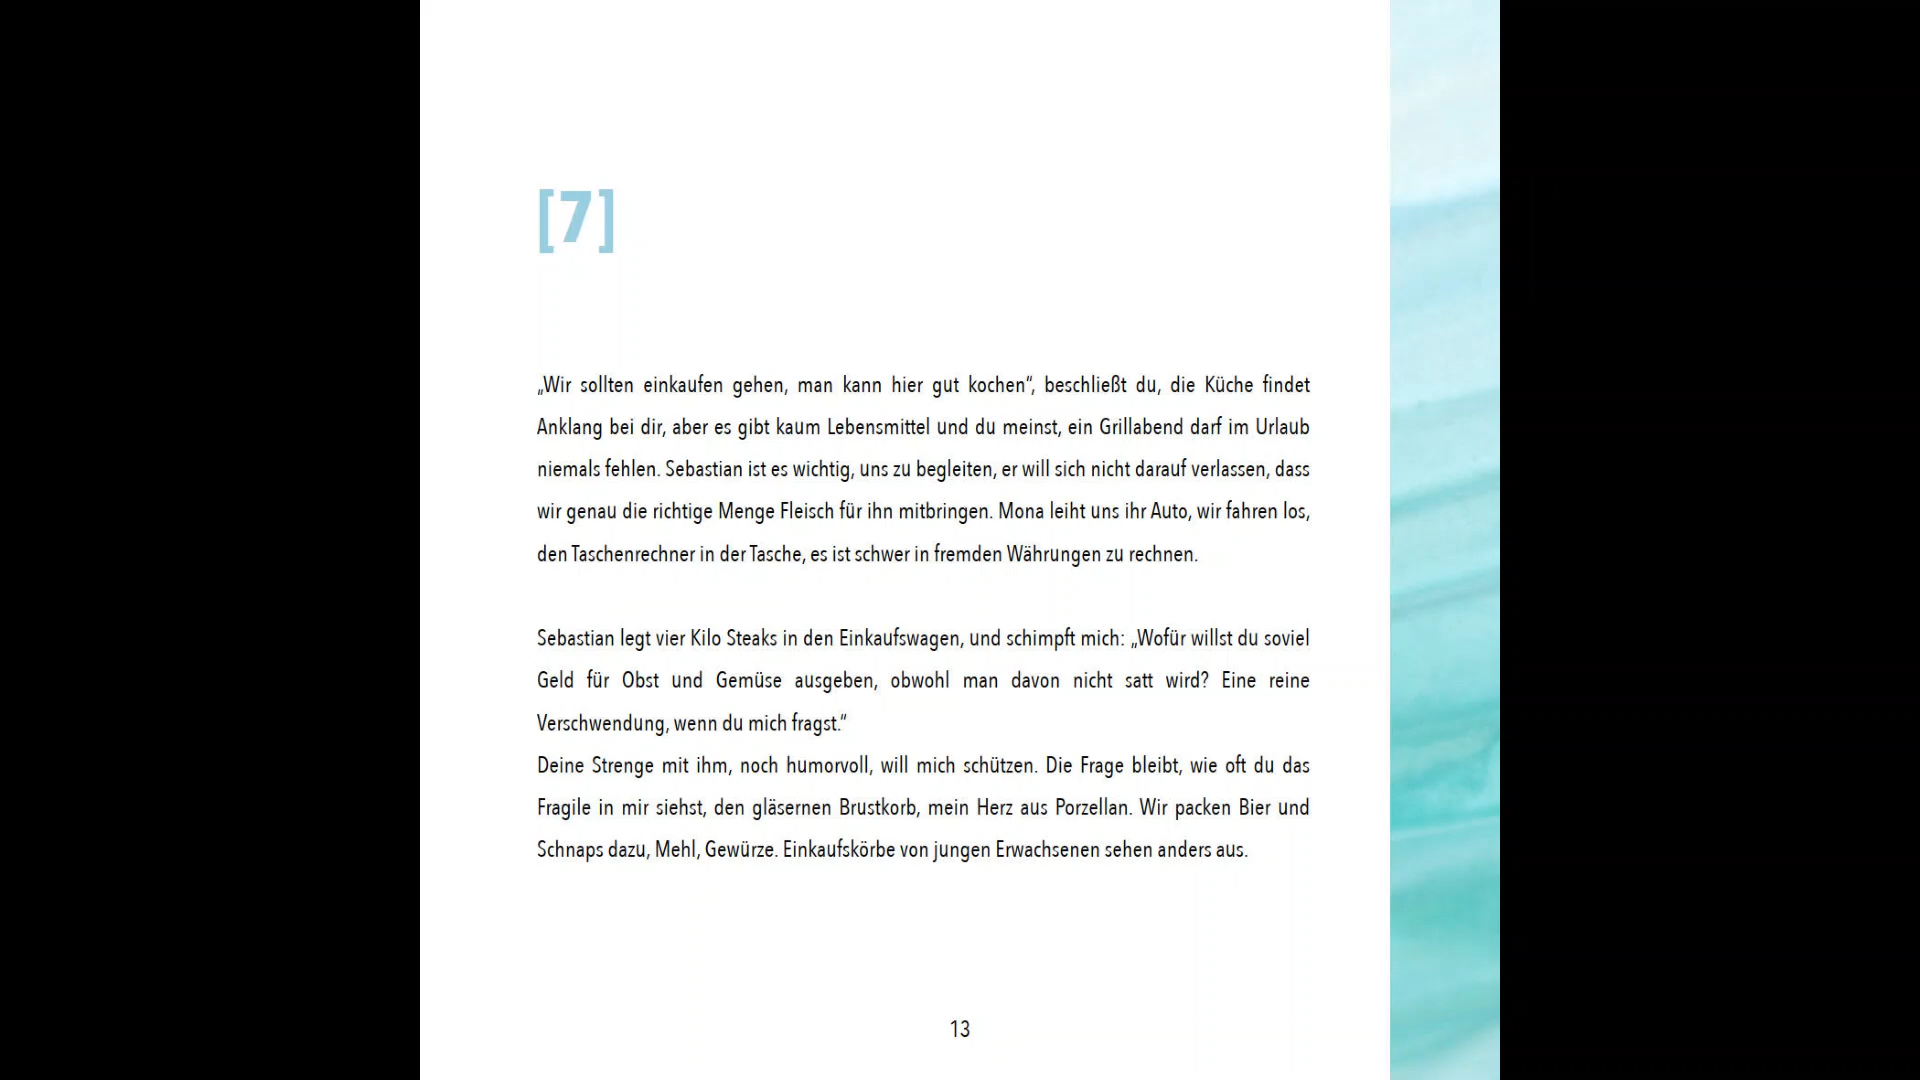 [7]
„Wir sollten einkaufen gehen, man kann hier gut kochen“, beschließt du, die Küche findet
Anklang bei dir, aber es gibt kaum Lebensmittel und du meinst, ein Grillabend darf im Urlaub
niemals fehlen. Sebastian ist es wichtig, uns zu begleiten, er will sich nicht darauf verlassen, dass
wir genau die richtige Menge Fleisch für ihn mitbringen. Mona leiht uns ihr Auto, wir fahren los,
den Taschenrechner in der Tasche, es ist schwer in fremden Währungen zu rechnen.
Sebastian legt vier Kilo Steaks in den Einkaufswagen, und schimpft mich: „Wofür willst du soviel
Geld für Obst und Gemüse ausgeben, obwohl man davon nicht satt wird? Eine reine
Verschwendung, wenn du mich fragst.“
Deine Strenge mit ihm, noch humorvoll, will mich schützen. Die Frage bleibt, wie oft du das
Fragile in mir siehst, den gläsernen Brustkorb, mein Herz aus Porzellan. Wir packen Bier und
Schnaps dazu, Mehl, Gewürze. Einkaufskörbe von jungen Erwachsenen sehen anders aus.
13